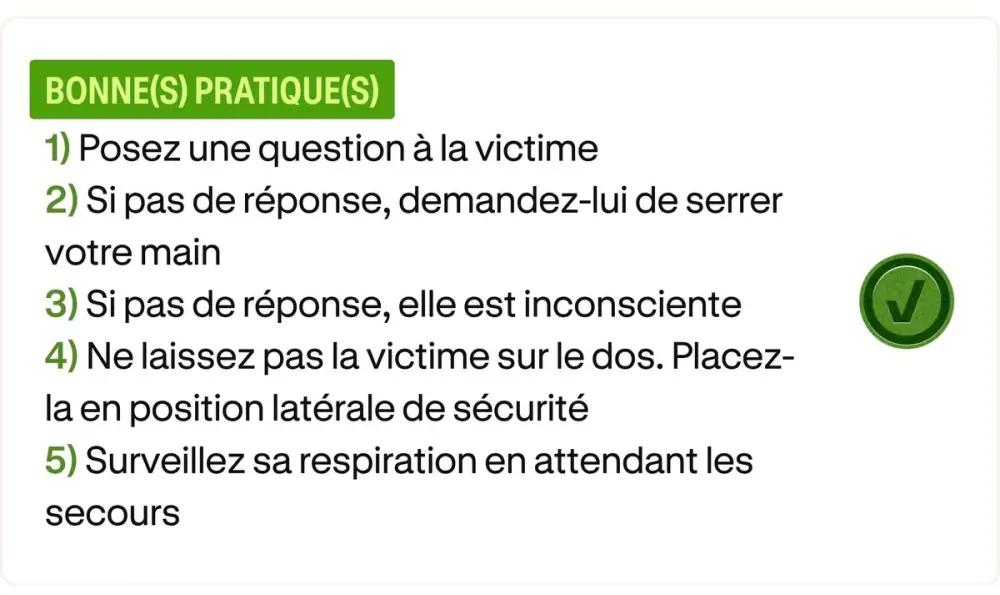 BONNE(S) PRATIQUE(S)
1) Posez une question à la victime
2) Si pas de réponse, demandez-lui de serrer
votre main
3) Si pas de réponse, elle est inconsciente
4) Ne laissez pas la victime sur le dos. Placez-
la en position latérale de sécurité
5) Surveillez sa respiration en attendant les
secours